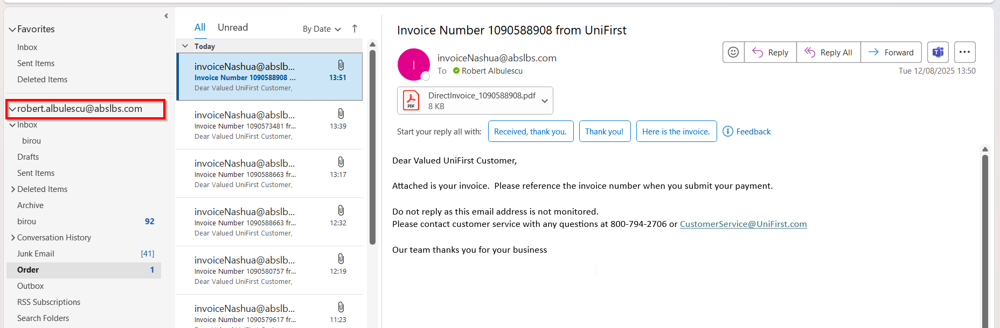 Favorites
Inbox
Sent Items
Deleted Items
robert.albulescu@abslbs.com
Inbox
birou
Drafts
Sent Items
Deleted Items
Archive
birou 92
Conversation History
Junk Email [41]
Order 1
Outbox
RSS Subscriptions
Search Folders
All Unread By Date
Today
invoiceNashua@abslb...
Invoice Number 1090588908 ... 13:51
Dear Valued UniFirst Customer,
invoiceNashua@abslb...
Invoice Number 1090573481 fr... 13:39
Dear Valued UniFirst Customer,
invoiceNashua@abslb...
Invoice Number 1090588663 fr... 13:17
Dear Valued UniFirst Customer,
invoiceNashua@abslb...
Invoice Number 1090588663 fr... 12:32
Dear Valued UniFirst Customer,
invoiceNashua@abslb...
Invoice Number 1090580757 fr... 12:19
Dear Valued UniFirst Customer,
invoiceNashua@abslb...
Invoice Number 1090579617 fr... 11:23
Dear Valued UniFirst Customer,
Invoice Number 1090588908 from UniFirst
I
invoiceNashua@abslbs.com
To Robert Albulescu
Reply Reply All Forward
Tue 12/08/2025 13:50
PDF
DirectInvoice_1090588908.pdf
8 KB
Start your reply all with: Received, thank you. Thank you! Here is the invoice. Feedback
Dear Valued UniFirst Customer,
Attached is your invoice.  Please reference the invoice number when you submit your payment.
Do not reply as this email address is not monitored.
Please contact customer service with any questions at 800-794-2706 or CustomerService@UniFirst.com
Our team thanks you for your business